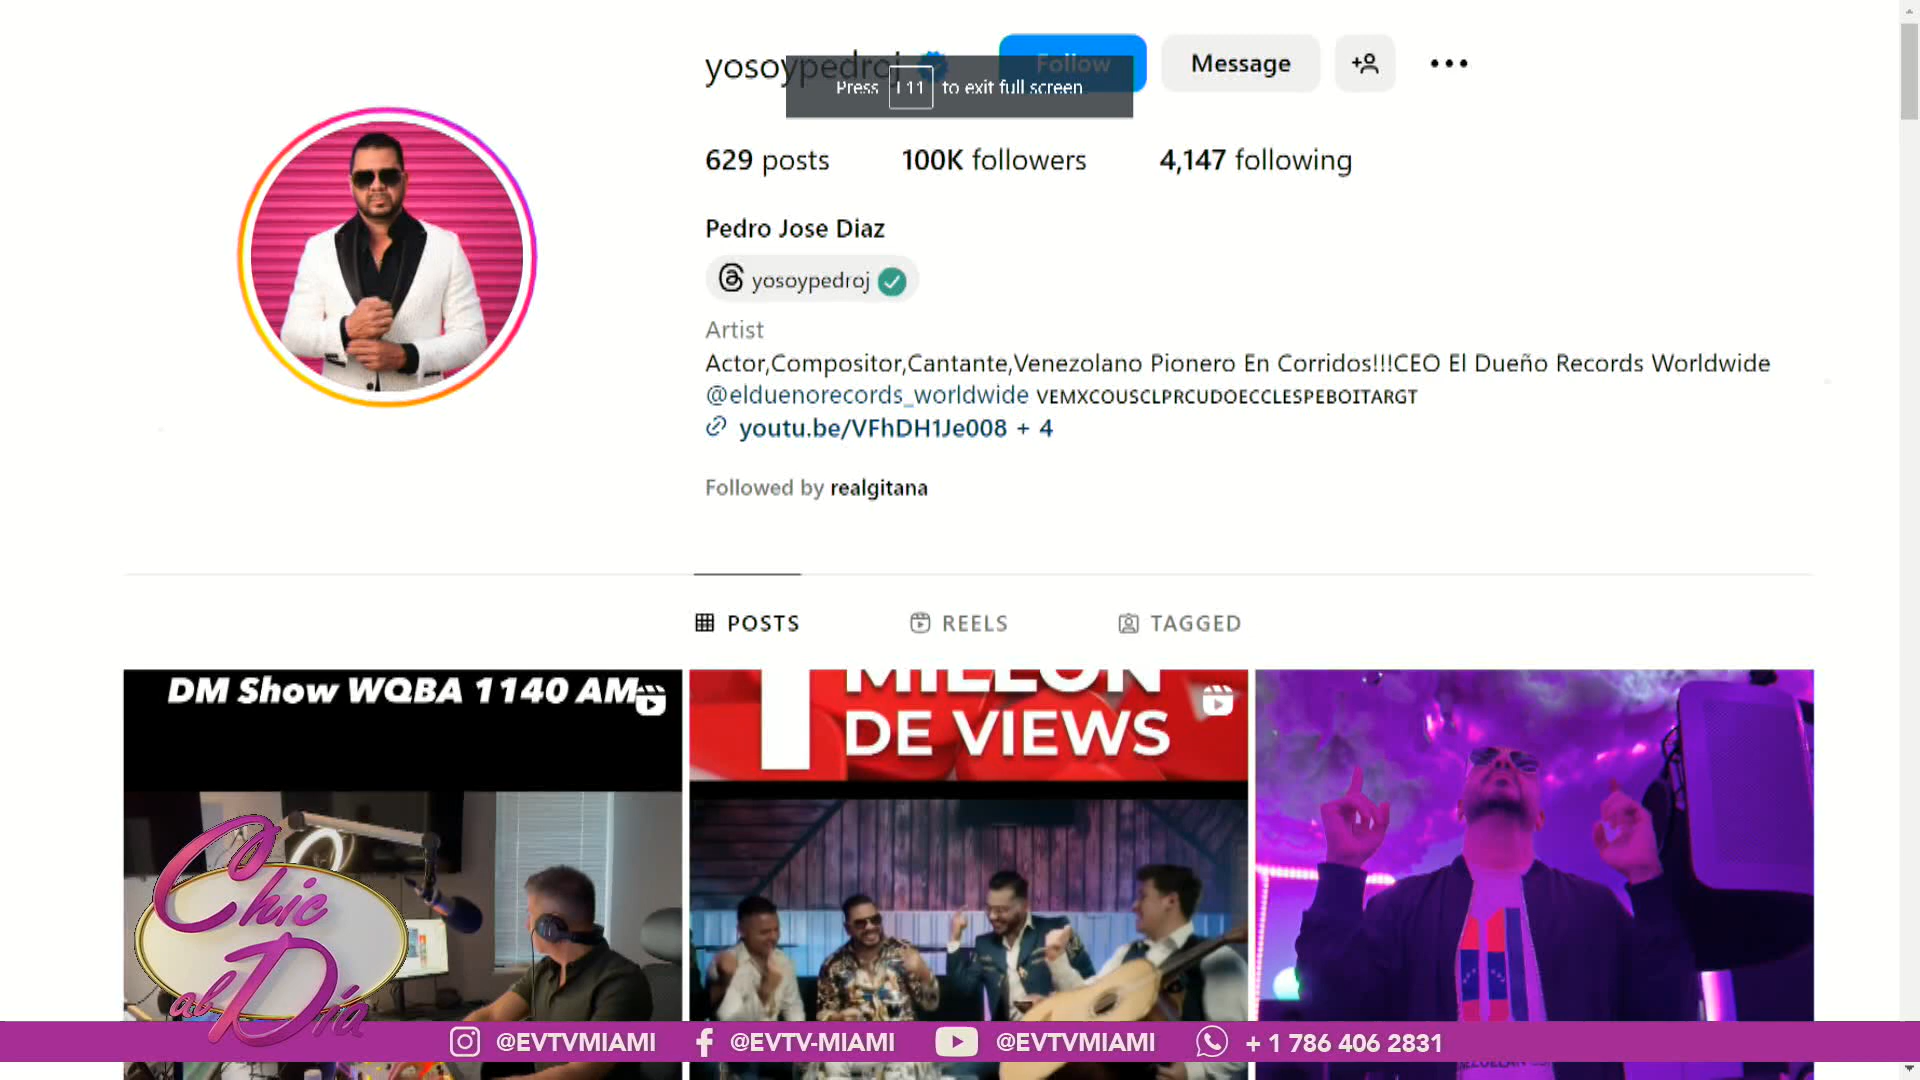 yosoypedroj
Follow
Message
Press F11 to exit full screen
629 posts
100K followers
4,147 following
Pedro Jose Diaz
yosoypedroj
Artist
Actor,Compositor,Cantante,Venezolano Pionero En Corridos!!!CEO El Dueño Records Worldwide
@elduenorecords_worldwide VEMXCOUSCLPRCUDOECCLESPEBOITARGT
youtu.be/VFhDH1Je008 + 4
Followed by realgitana
POSTS
REELS
TAGGED
DM Show WQBA 1140 AM
1 MILLON
DE VIEWS
Chic
al Día
@EVTVMIAMI
@EVTV-MIAMI
@EVTVMIAMI
+ 1 786 406 2831